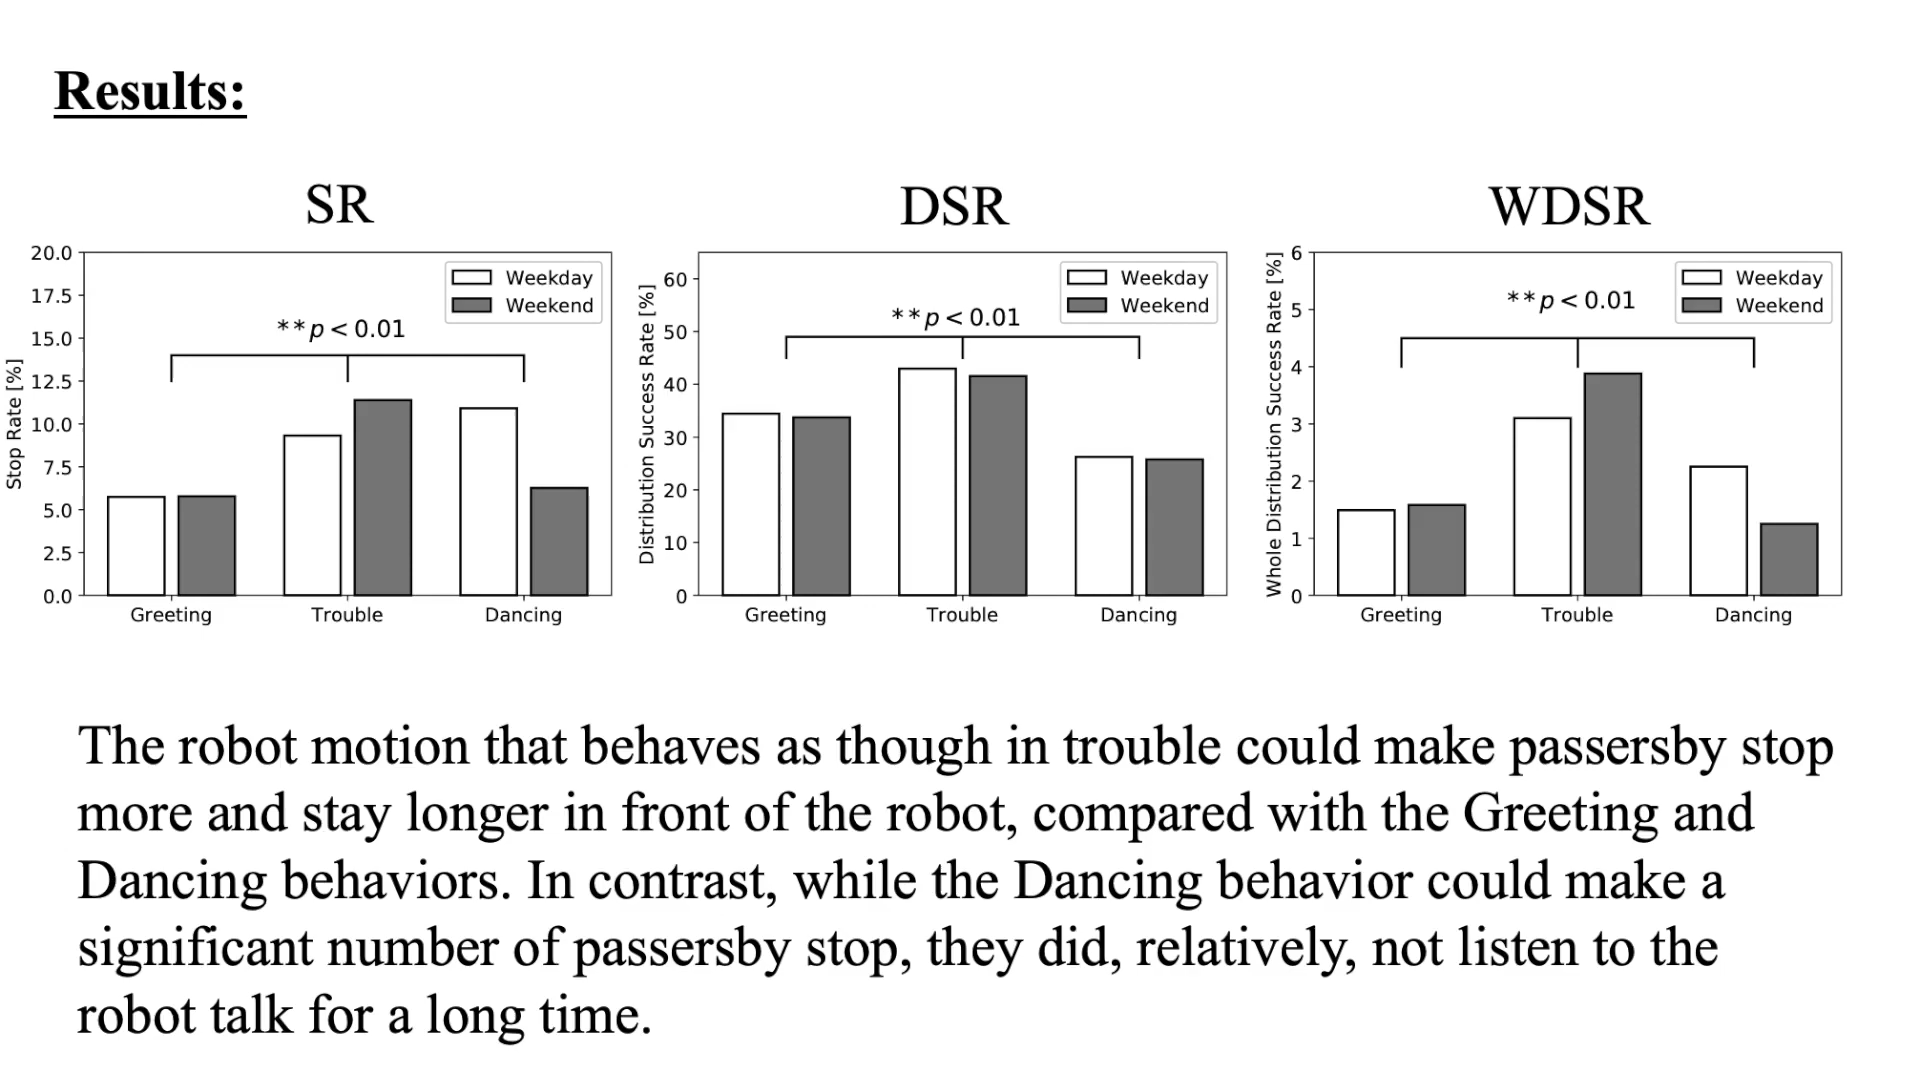 Results:
SR
DSR
WDSR
Stop Rate [%]
20.0
17.5
15.0
12.5
10.0
7.5
5.0
2.5
0.0
Weekday
Weekend
**p < 0.01
Greeting Trouble Dancing
Distribution Success Rate [%]
60
50
40
30
20
10
0
Weekday
Weekend
**p < 0.01
Greeting Trouble Dancing
Whole Distribution Success Rate [%]
6
5
4
3
2
1
0
Weekday
Weekend
**p < 0.01
Greeting Trouble Dancing
The robot motion that behaves as though in trouble could make passersby stop
more and stay longer in front of the robot, compared with the Greeting and
Dancing behaviors. In contrast, while the Dancing behavior could make a
significant number of passersby stop, they did, relatively, not listen to the
robot talk for a long time.